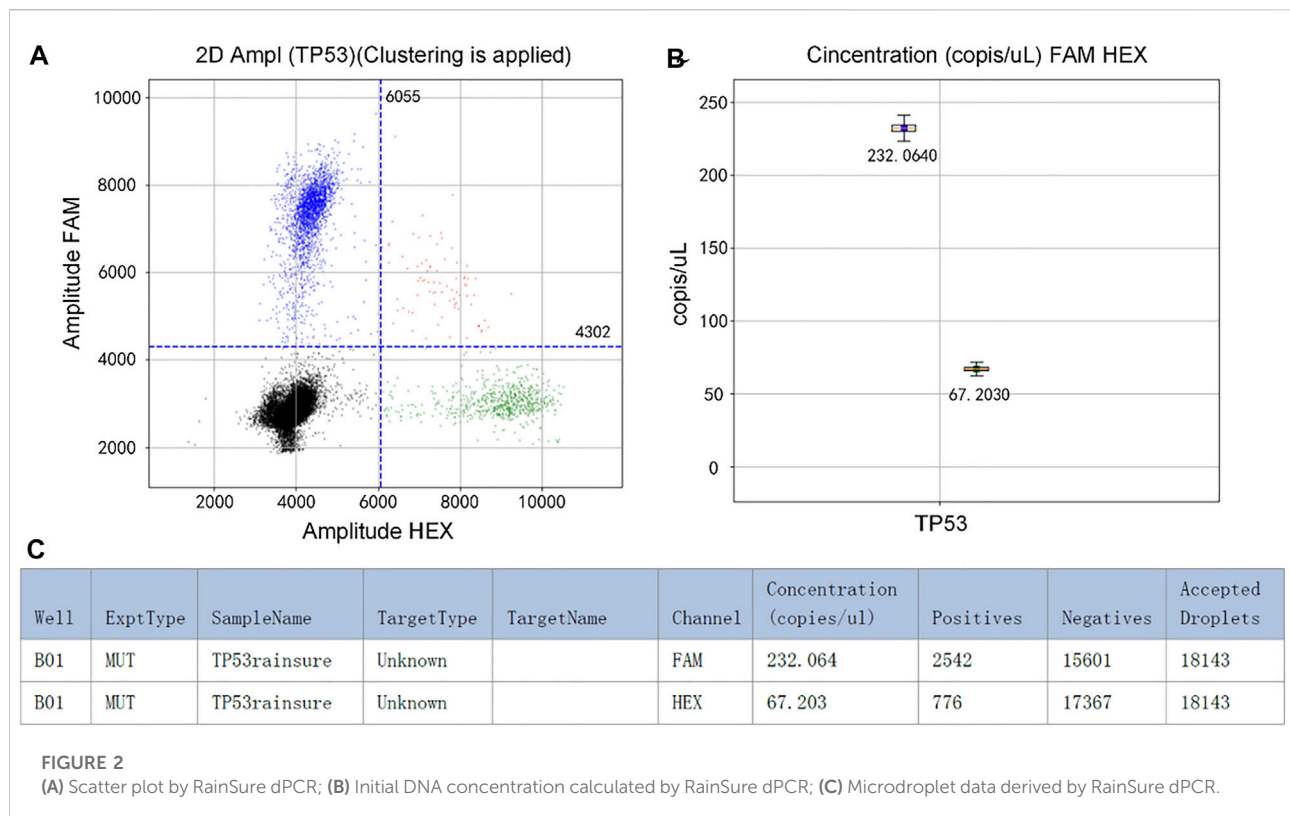 A
2D Ampl (TP53)(Clustering is applied)
10000
8000
6000
4000
2000
6055
4302
Amplitude FAM
2000
4000
6000
8000
10000
Amplitude HEX
B
Cincentration (copis/uL) FAM HEX
250
200
150
100
50
0
232. 0640
67. 2030
copis/uL
TP53
C
Well ExptType SampleName TargetType TargetName Channel Concentration (copies/ul) Positives Negatives Accepted Droplets
B01 MUT TP53rainsure Unknown FAM 232. 064 2542 15601 18143
B01 MUT TP53rainsure Unknown HEX 67. 203 776 17367 18143
FIGURE 2
(A) Scatter plot by RainSure dPCR; (B) Initial DNA concentration calculated by RainSure dPCR; (C) Microdroplet data derived by RainSure dPCR.